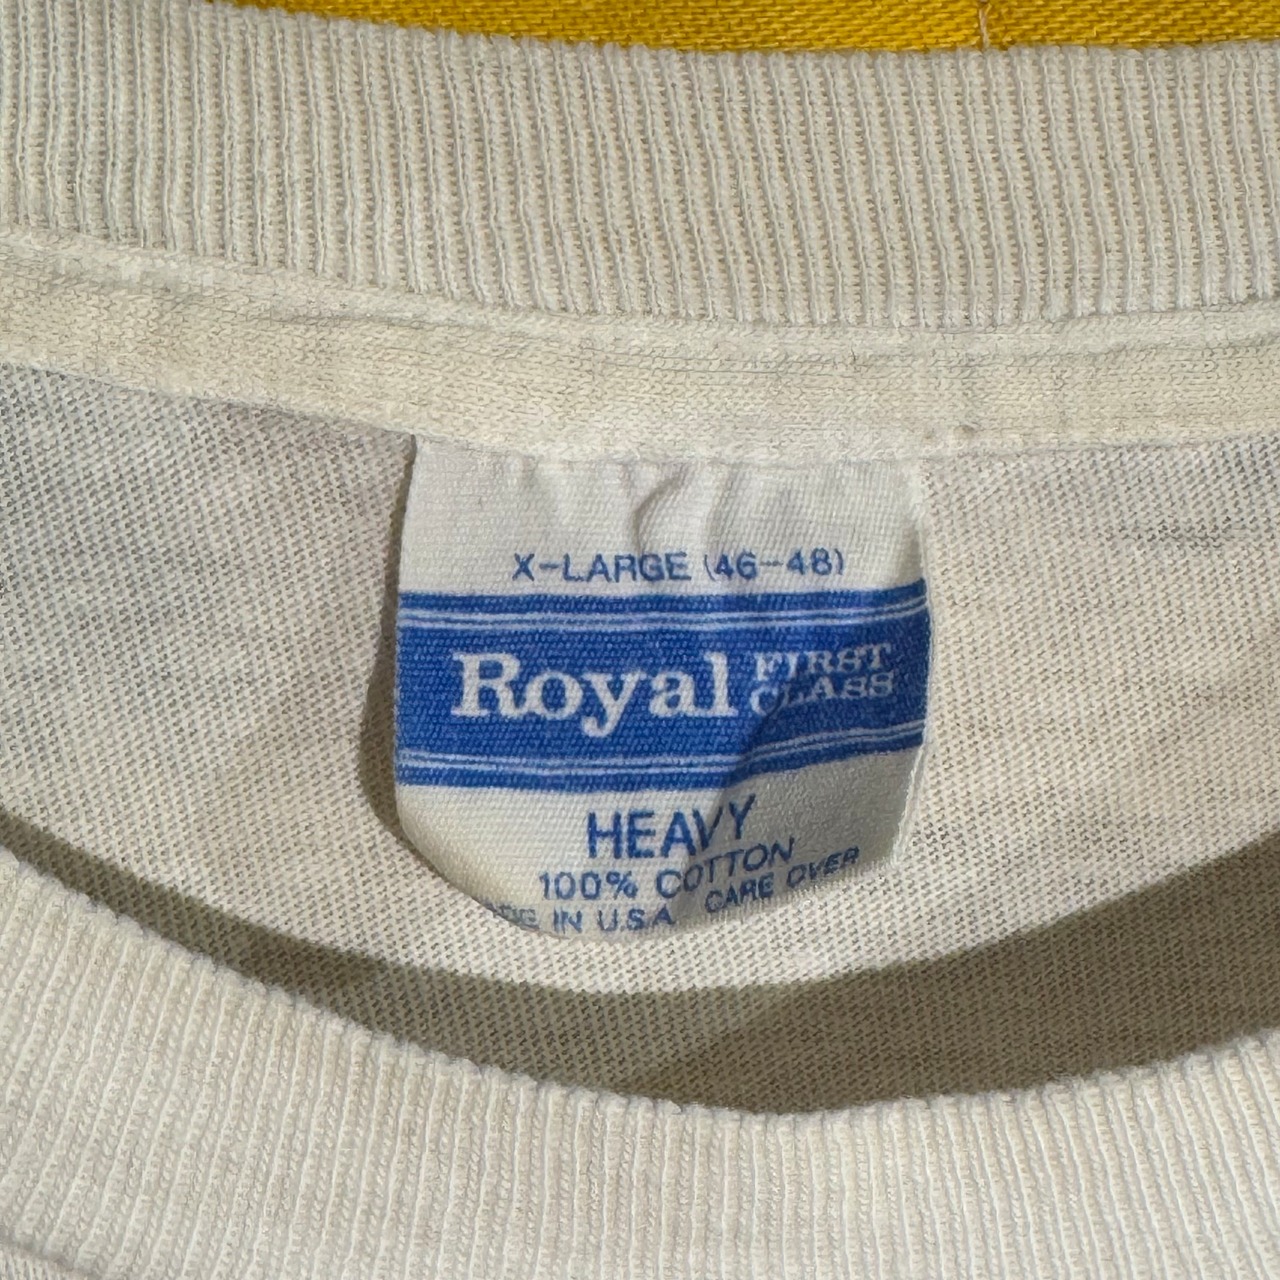 X-LARGE (46-48)
Royal FIRST CLASS
HEAVY
100% COTTON
IN U.S.A. CARE OVER